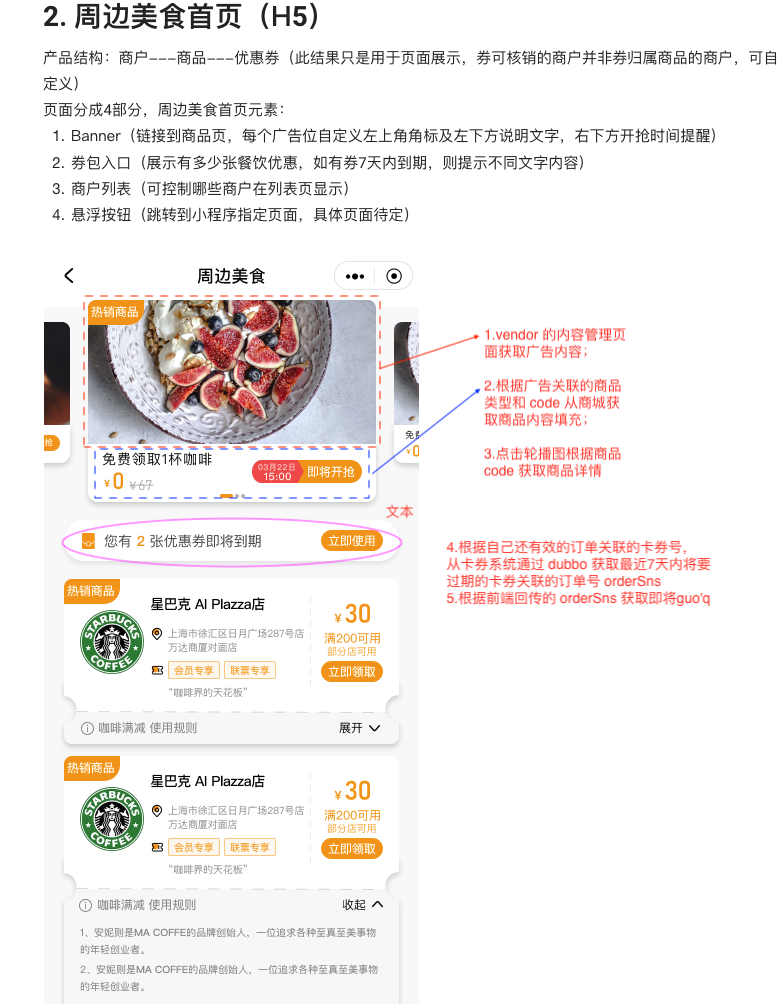 2. 周边美食首页（H5）
产品结构：商户---商品---优惠券（此结果只是用于页面展示，券可核销的商户并非券归属商品的商户，可自
定义）
页面分成4部分，周边美食首页元素：
1. Banner（链接到商品页，每个广告位自定义左上角角标及左下方说明文字，右下方开抢时间提醒）
2. 券包入口（展示有多少张餐饮优惠，如有券7天内到期，则提示不同文字内容）
3. 商户列表（可控制哪些商户在列表页显示）
4. 悬浮按钮（跳转到小程序指定页面，具体页面待定）
周边美食
热销商品
1.vendor 的内容管理页
面获取广告内容；
2.根据广告关联的商品
类型和 code 从商城获
取商品内容填充；
3.点击轮播图根据商品
code 获取商品详情
抢
免费领取1杯咖啡
¥0 ¥67
03月22日
15:00
即将开抢
免费
¥0
文本
您有 2 张优惠券即将到期
立即使用
4.根据自己还有效的订单关联的卡券号，
从卡券系统通过 dubbo 获取最近7天内将要
过期的卡券关联的订单号 orderSns
5.根据前端回传的 orderSns 获取即将guo'q
热销商品
STARBUCKS
COFFEE
星巴克 Al Plazza店
上海市徐汇区日月广场287号店
万达商厦对面店
会员专享 联票专享
“咖啡界的天花板”
¥30
满200可用
部分店可用
立即领取
咖啡满减 使用规则
展开
热销商品
STARBUCKS
COFFEE
星巴克 Al Plazza店
上海市徐汇区日月广场287号店
万达商厦对面店
会员专享 联票专享
“咖啡界的天花板”
¥30
满200可用
部分店可用
立即领取
咖啡满减 使用规则
收起
1、安妮则是MA COFFE的品牌创始人，一位追求各种至真至美事物
的年轻创业者。
2、安妮则是MA COFFE的品牌创始人，一位追求各种至真至美事物
的年轻创业者。